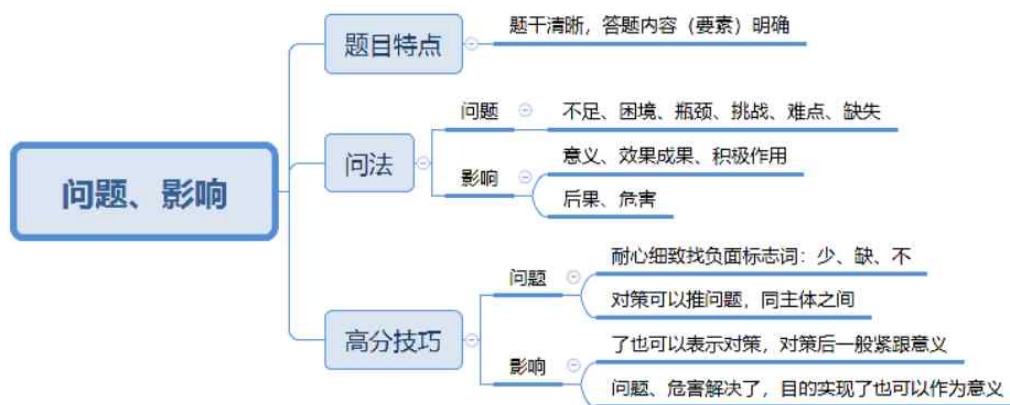 问题、影响
题目特点
题干清晰，答题内容（要素）明确
问法
问题
不足、困境、瓶颈、挑战、难点、缺失
影响
意义、效果成果、积极作用
后果、危害
高分技巧
问题
耐心细致找负面标志词：少、缺、不
对策可以推问题，同主体之间
影响
了也可以表示对策，对策后一般紧跟意义
问题、危害解决了，目的实现了也可以作为意义